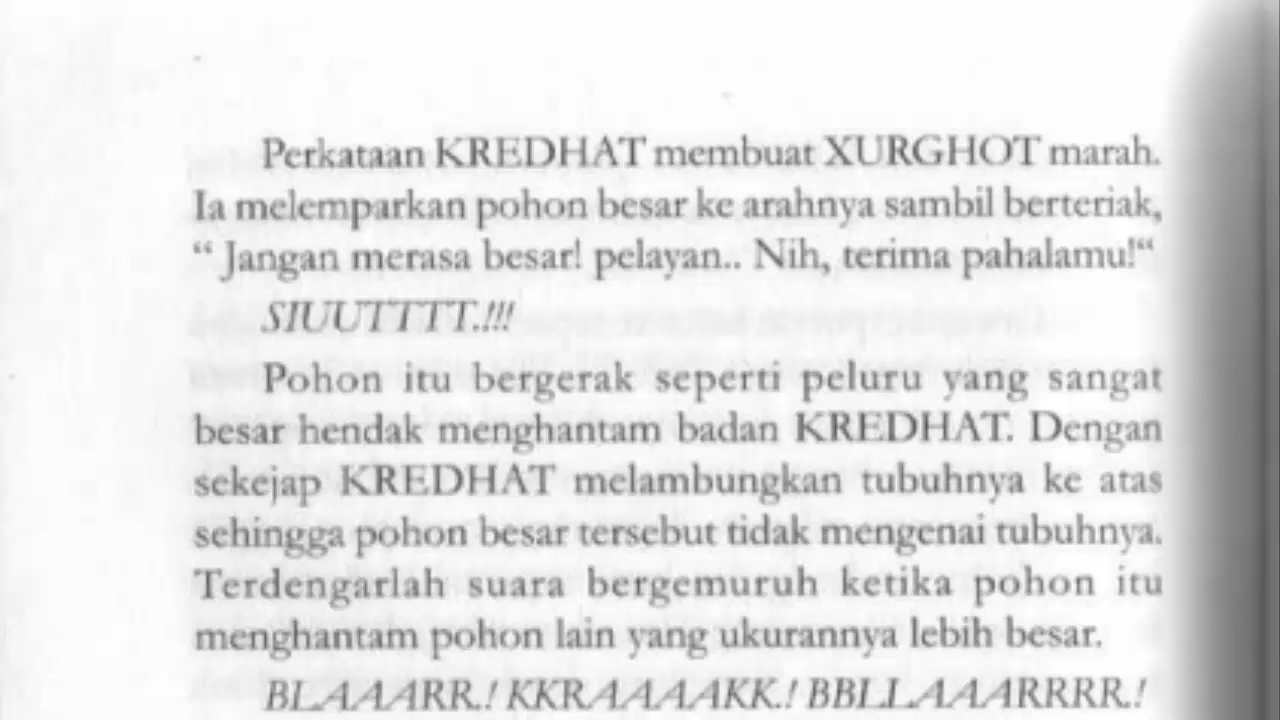 Perkataan KREDHAT membuat XURGHOT marah.
Ia melemparkan pohon besar ke arahnya sambil berteriak,
“ Jangan merasa besar! pelayan.. Nih, terima pahalamu!“
SIUUTTTT.!!!
Pohon itu bergerak seperti peluru yang sangat
besar hendak menghantam badan KREDHAT. Dengan
sekejap KREDHAT melambungkan tubuhnya ke atas
sehingga pohon besar tersebut tidak mengenai tubuhnya.
Terdengarlah suara bergemuruh ketika pohon itu
menghantam pohon lain yang ukurannya lebih besar.
BLAAARR.! KKRAAAAKK.! BBLLAAARRRR.!